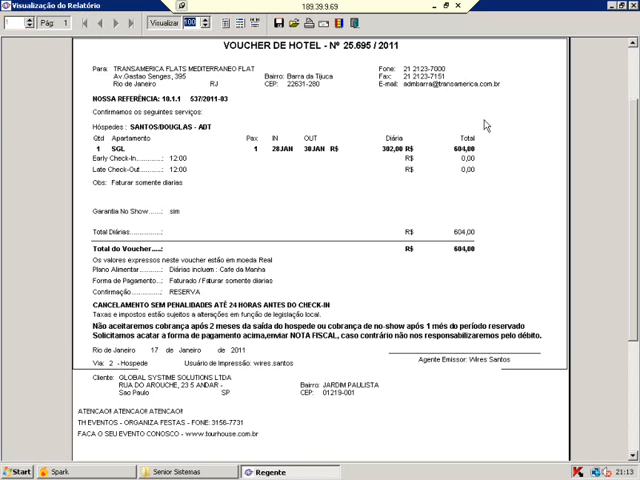 Visualização do Relatório
189.39.9.69
1 Pág: 1 Visualizar 100
VOUCHER DE HOTEL - Nº 25.695 / 2011
Para: TRANSAMERICA FLATS MEDITERRANEO FLAT Fone: 21 2123-7000
Av.Gastao Senges, 395 Bairro: Barra da Tijuca Fax: 21 2123-7151
Rio de Janeiro RJ CEP: 22631-280 E-mail: admbarra@transamerica.com.br
NOSSA REFERÊNCIA: 10.1.1 537/2011-03
Confirmamos os seguintes serviços:
Hóspedes : SANTOS/DOUGLAS - ADT
Qtd Apartamento Pax IN OUT Diária Total
1 SGL 1 28JAN 30JAN R$ 302,00 R$ 604,00
Early Check-In............: 12:00 R$ 0,00
Late Check-Out...........: 12:00 R$ 0,00
Obs: Faturar somente diarias
Garantia No Show......: sim
Total Diárias...............: R$ 604,00
Total do Voucher.....: R$ 604,00
Os valores expressos neste voucher estão em moeda Real
Plano Alimentar..........: Diárias incluem : Cafe da Manha
Forma de Pagamento..: Faturado / Faturar somente diarias
Confirmação...............: RESERVA
CANCELAMENTO SEM PENALIDADES ATÉ 24 HORAS ANTES DO CHECK-IN
Taxas e impostos estão sujeitos a alterações em função de legislação local.
Não aceitaremos cobrança após 2 meses da saída do hospede ou cobrança de no-show após 1 mês do período reservado
Solicitamos acatar a forma de pagamento acima,enviar NOTA FISCAL, caso contrário não nos responsabilizaremos pelo débito.
Rio de Janeiro 17 de Janeiro de 2011
Agente Emissor: Wires Santos
Via: 2 - Hospede Usuário de Impressão: wires.santos
Cliente: GLOBAL SYSTIME SOLUTIONS LTDA
RUA DO AROUCHE, 23 5 ANDAR - Bairro: JARDIM PAULISTA
Sao Paulo SP CEP: 01219-001
ATENCAO!! ATENCAO!! ATENCAO!!
TH EVENTOS - ORGANIZA FESTAS - FONE: 3156-7731
FACA O SEU EVENTO CONOSCO - www.tourhouse.com.br
Start Spark Senior Sistemas Regente 21:13